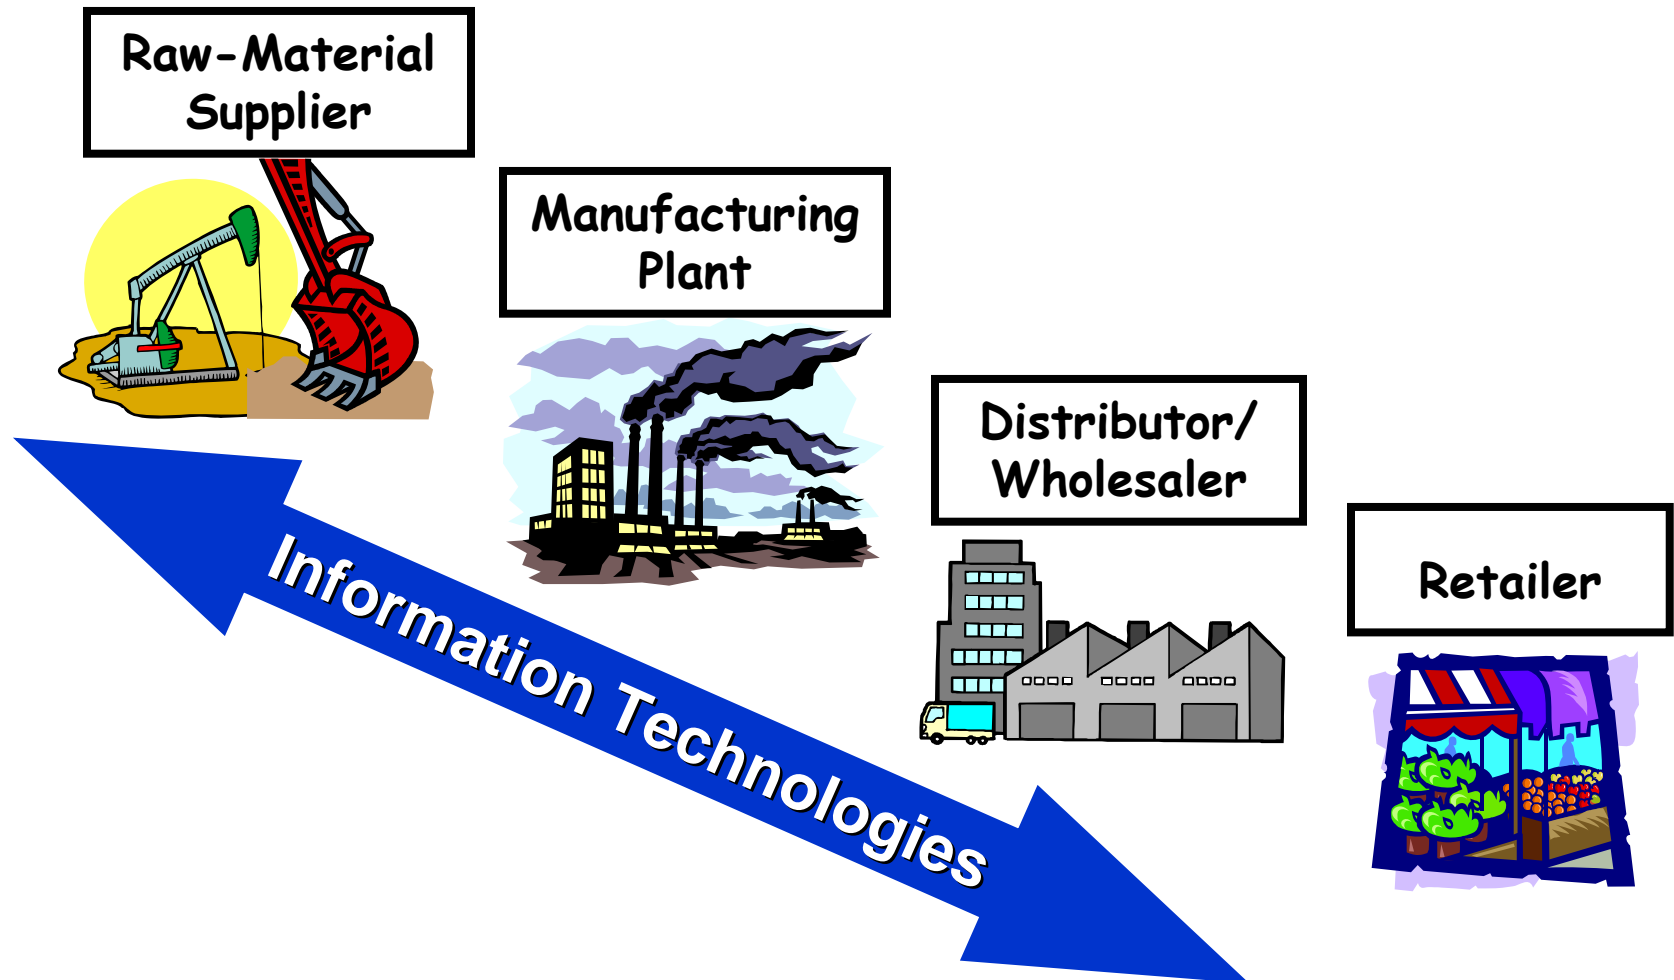 Raw-Material
Supplier
Manufacturing
Plant
Distributor/
Wholesaler
Retailer
Information Technologies